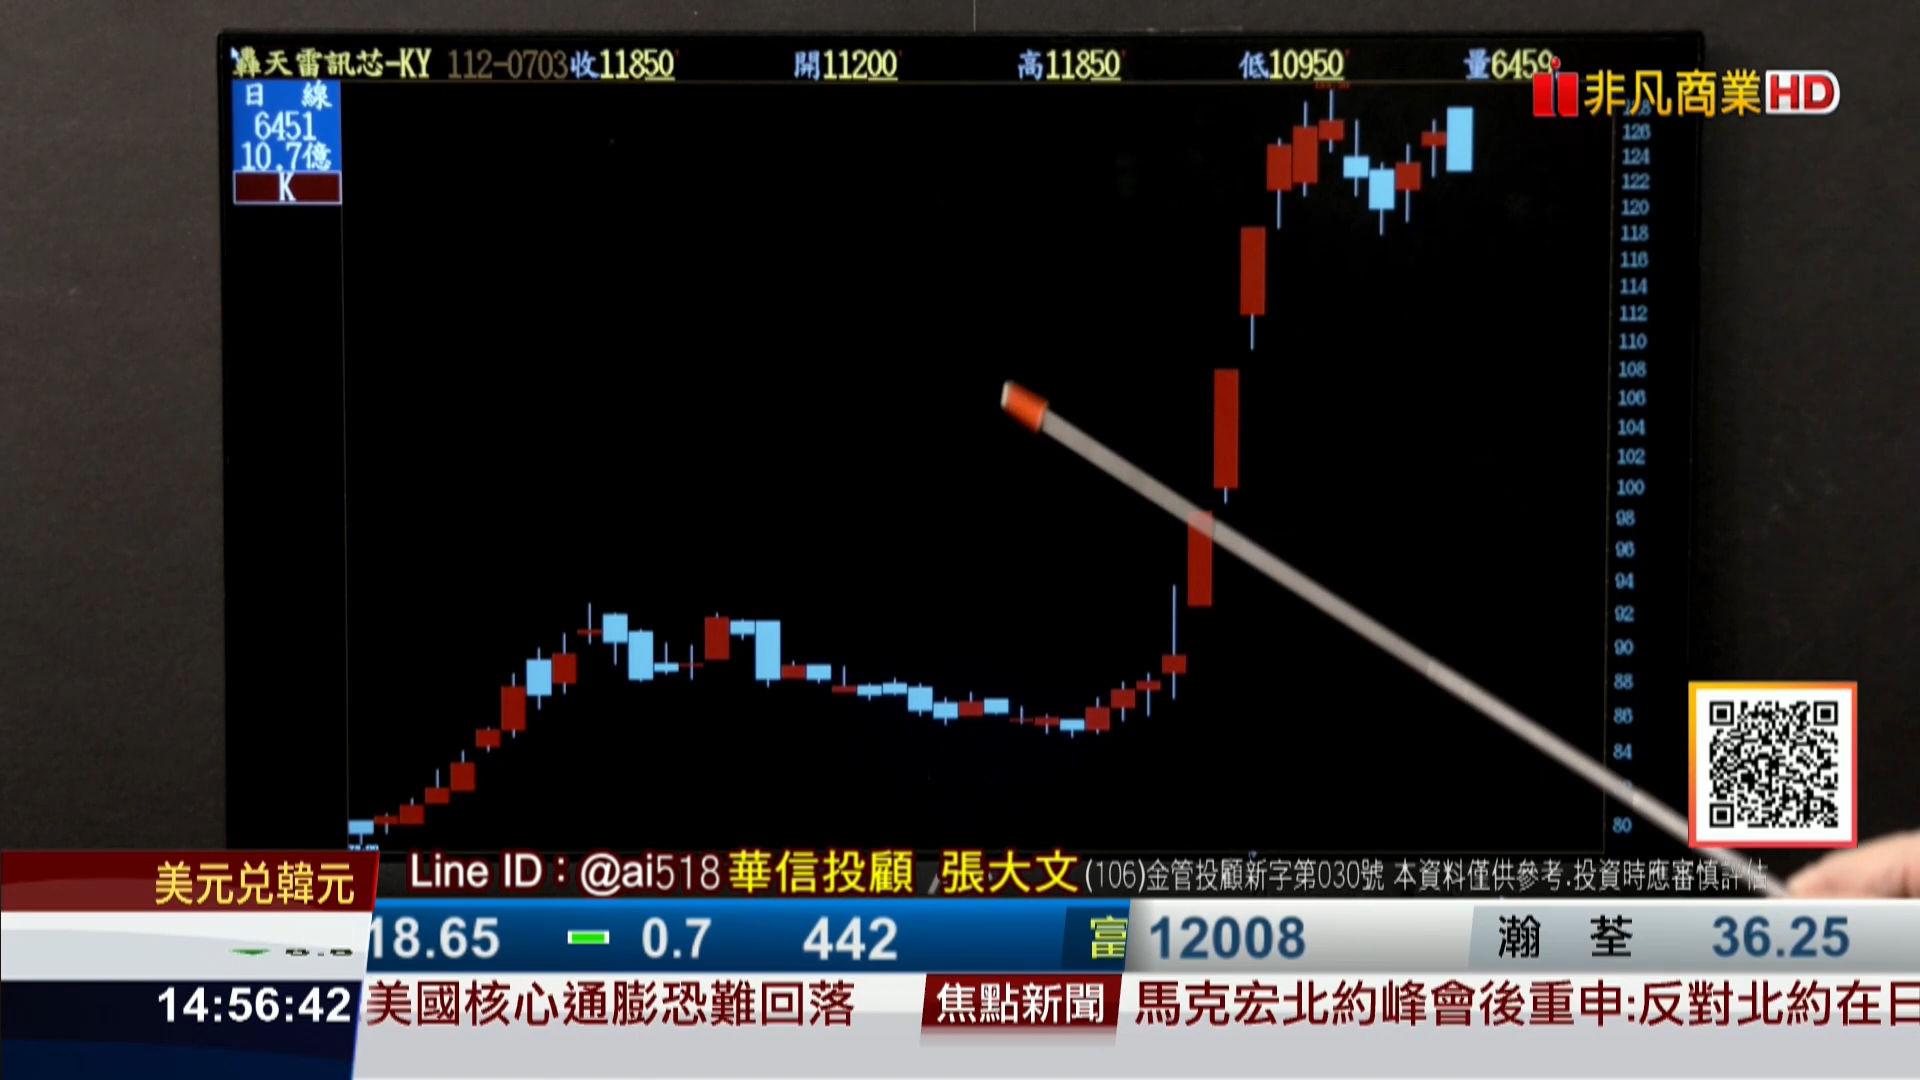 轟天雷訊芯-KY 112-0703收11850 開11200 高11850 低10950 量6459
非凡商業HD
日 線
6451
10.7億
K
126
124
122
120
118
116
114
112
110
108
106
104
102
100
98
96
94
92
90
88
86
84
80
美元兌韓元
Line ID：@ai518 華信投顧 張大文 (106)金管投顧新字第030號 本資料僅供參考.投資時應審慎評估
18.65 0.7 442 富 12008 瀚 荃 36.25
14:56:42
美國核心通膨恐難回落 焦點新聞 馬克宏北約峰會後重申:反對北約在日